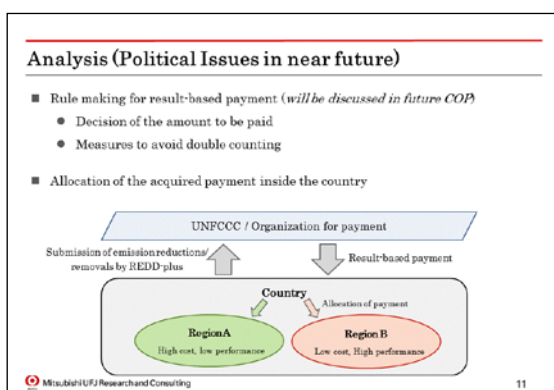 Analysis (Political Issues in near future)
■ Rule making for result-based payment (will be discussed in future COP)
● Decision of the amount to be paid
● Measures to avoid double counting
■ Allocation of the acquired payment inside the country
UNFCCC / Organization for payment
Submission of emission reductions/
removals by REDD-plus
Result-based payment
Country
Allocation of payment
Region A
High cost, low performance
Region B
Low cost, High performance
Mitsubishi UFJ Research and Consulting
11